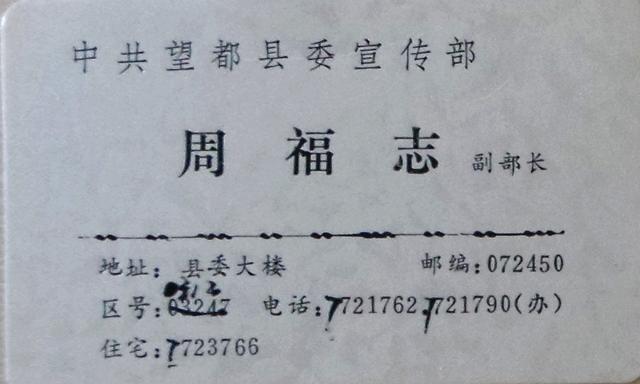 中共望都县委宣传部
周福志 副部长
地址: 县委大楼 邮编:072450
0312
区号:03247 电话:7721762 7721790(办)
住宅:7723766